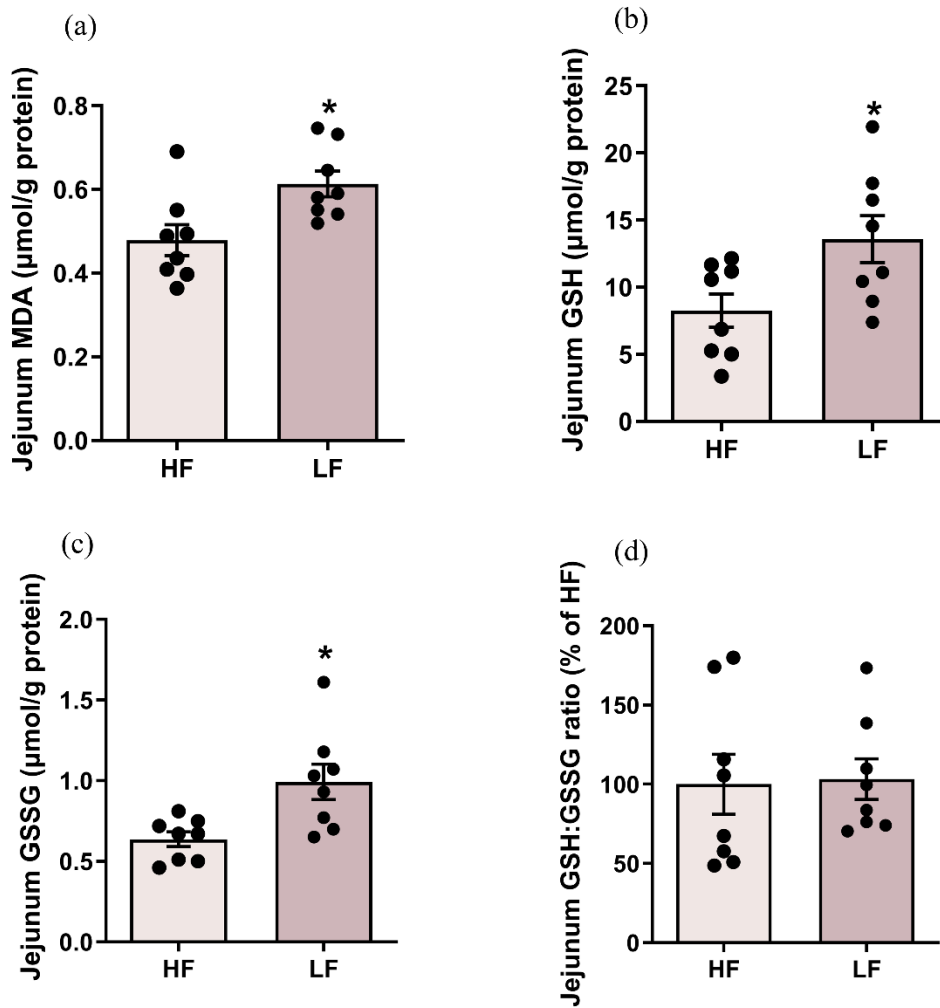 (a)
Jejunum MDA (µmol/g protein)
0.8
0.6
0.4
0.2
0.0
*
HF
LF
(b)
Jejunum GSH (µmol/g protein)
25
20
15
10
5
0
*
HF
LF
(c)
Jejunum GSSG (µmol/g protein)
2.0
1.5
1.0
0.5
0.0
*
HF
LF
(d)
Jejunum GSH:GSSG ratio (% of HF)
200
150
100
50
0
HF
LF